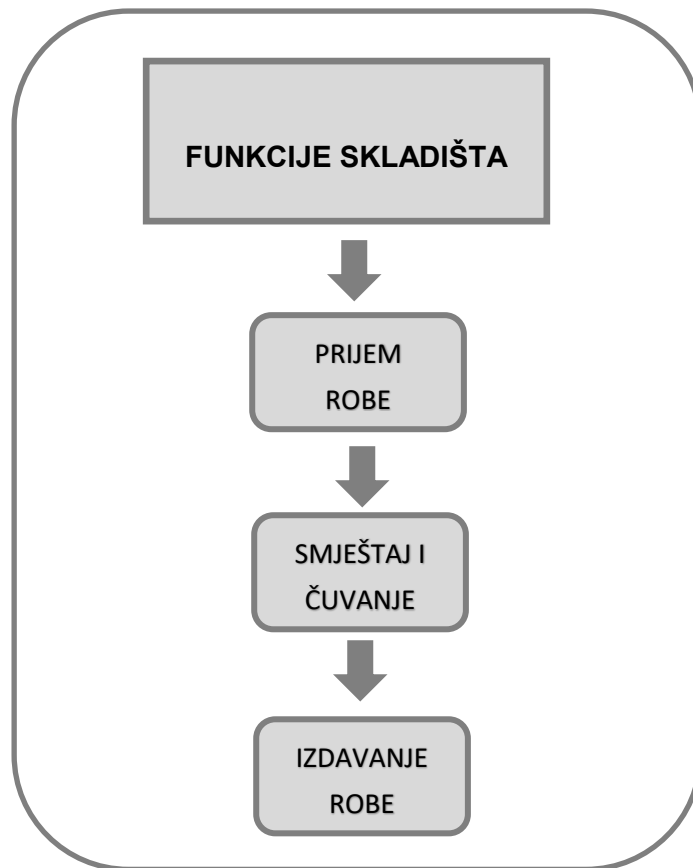 FUNKCIJE SKLADIŠTA
PRIJEM
ROBE
SMJEŠTAJ I
ČUVANJE
IZDAVANJE
ROBE